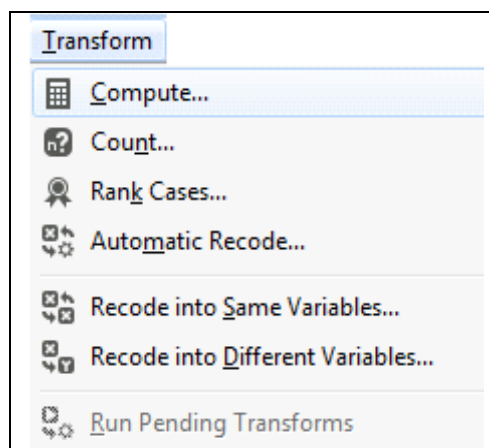 Transform
Compute...
n? Count...
Rank Cases...
Automatic Recode...
Recode into Same Variables...
Recode into Different Variables...
Run Pending Transforms